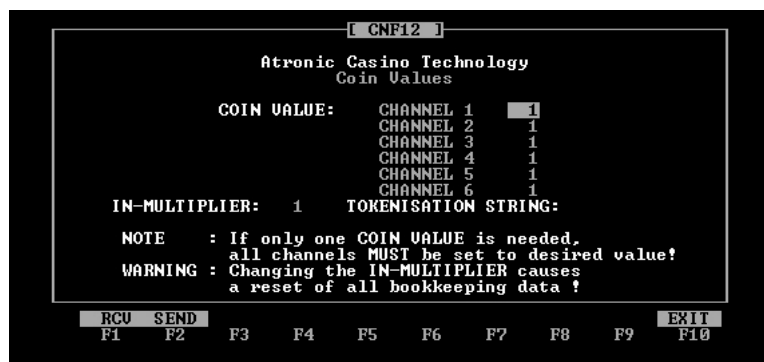 [ CNF12 ]
Atronic Casino Technology
Coin Values
COIN VALUE: CHANNEL 1 1
CHANNEL 2 1
CHANNEL 3 1
CHANNEL 4 1
CHANNEL 5 1
CHANNEL 6 1
IN-MULTIPLIER: 1 TOKENISATION STRING:
NOTE : If only one COIN VALUE is needed,
all channels MUST be set to desired value!
WARNING : Changing the IN-MULTIPLIER causes
a reset of all bookkeeping data !
RCV SEND EXIT
F1 F2 F3 F4 F5 F6 F7 F8 F9 F10